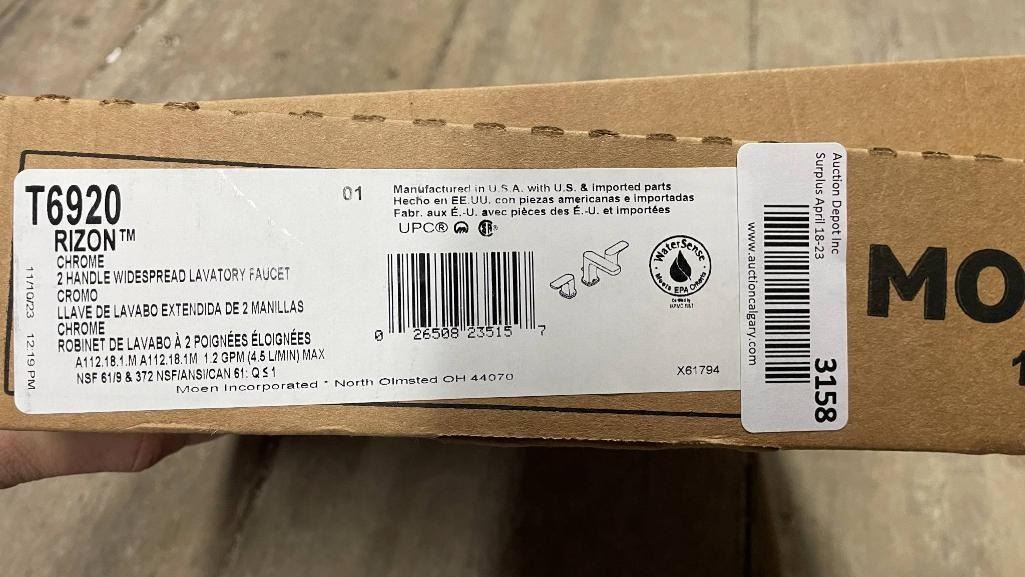 T6920
RIZON™
CHROME
2 HANDLE WIDESPREAD LAVATORY FAUCET
CROMO
LLAVE DE LAVABO EXTENDIDA DE 2 MANILLAS
CHROME
ROBINET DE LAVABO À 2 POIGNÉES ÉLOIGNÉES
A112.18.1.M A112.18.1M 1.2 GPM (4.5 L/MIN) MAX
NSF 61/9 & 372 NSF/ANSI/CAN 61: Q ≤ 1
Moen Incorporated * North Olmsted OH 44070
11/10/23 12:19 PM
01
Manufactured in U.S.A. with U.S. & imported parts
Hecho en EE.UU. con piezas americanas e importadas
Fabr. aux É.-U. avec pièces des É.-U. et importées
UPC®
0 26508 23515 7
WaterSense
Meets EPA Criteria
Certified by
X61794
Auction Depot Inc
Surplus April 18-23
www.auctioncalgary.com
3158
MO